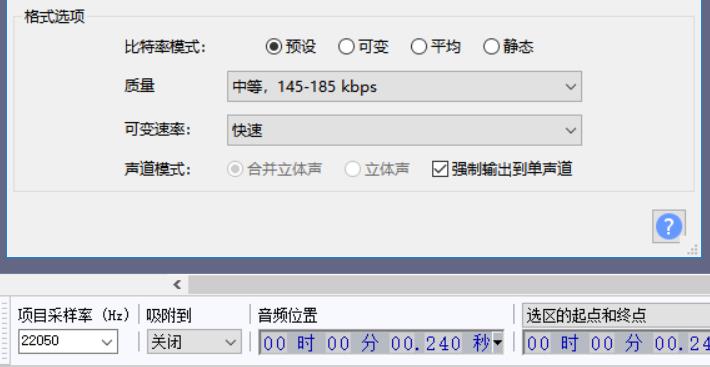 格式选项
比特率模式： 预设 可变 平均 静态
质量 中等，145-185 kbps
可变速率： 快速
声道模式： 合并立体声 立体声 强制输出到单声道
?
项目采样率 (Hz) 吸附到 音频位置 选区的起点和终点
22050 关闭 00 时 00 分 00.240 秒 00 时 00 分 00.24